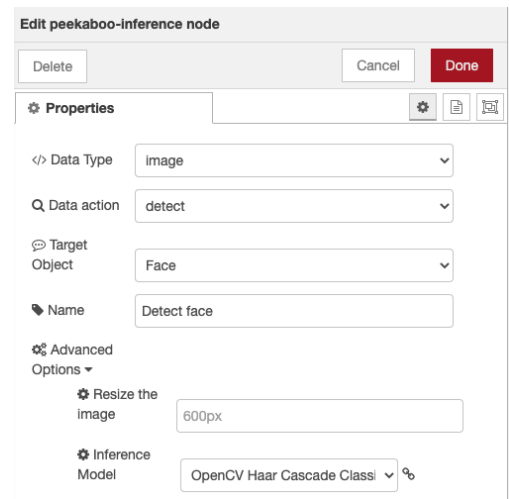 Edit peekaboo-inference node
Delete
Cancel
Done
Properties
</> Data Type
image
Data action
detect
Target
Object
Face
Name
Detect face
Advanced
Options
Resize the
image
600px
Inference
Model
OpenCV Haar Cascade Classi